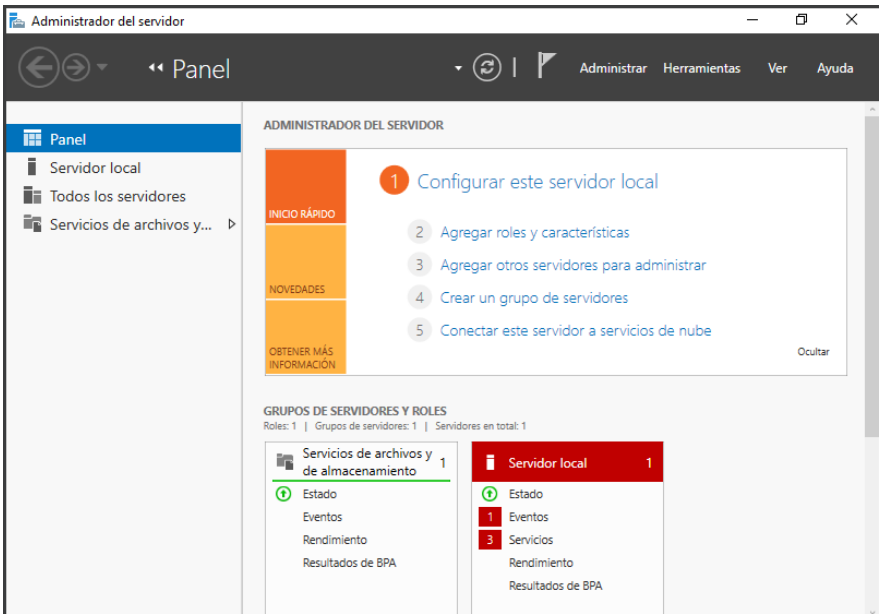 Administrador del servidor
Panel
Administrar Herramientas Ver Ayuda
Panel
Servidor local
Todos los servidores
Servicios de archivos y...
ADMINISTRADOR DEL SERVIDOR
INICIO RÁPIDO
NOVEDADES
OBTENER MÁS
INFORMACIÓN
1 Configurar este servidor local
2 Agregar roles y características
3 Agregar otros servidores para administrar
4 Crear un grupo de servidores
5 Conectar este servidor a servicios de nube
Ocultar
GRUPOS DE SERVIDORES Y ROLES
Roles: 1 | Grupos de servidores: 1 | Servidores en total: 1
Servicios de archivos y
de almacenamiento 1
Estado
Eventos
Rendimiento
Resultados de BPA
Servidor local 1
Estado
1 Eventos
3 Servicios
Rendimiento
Resultados de BPA